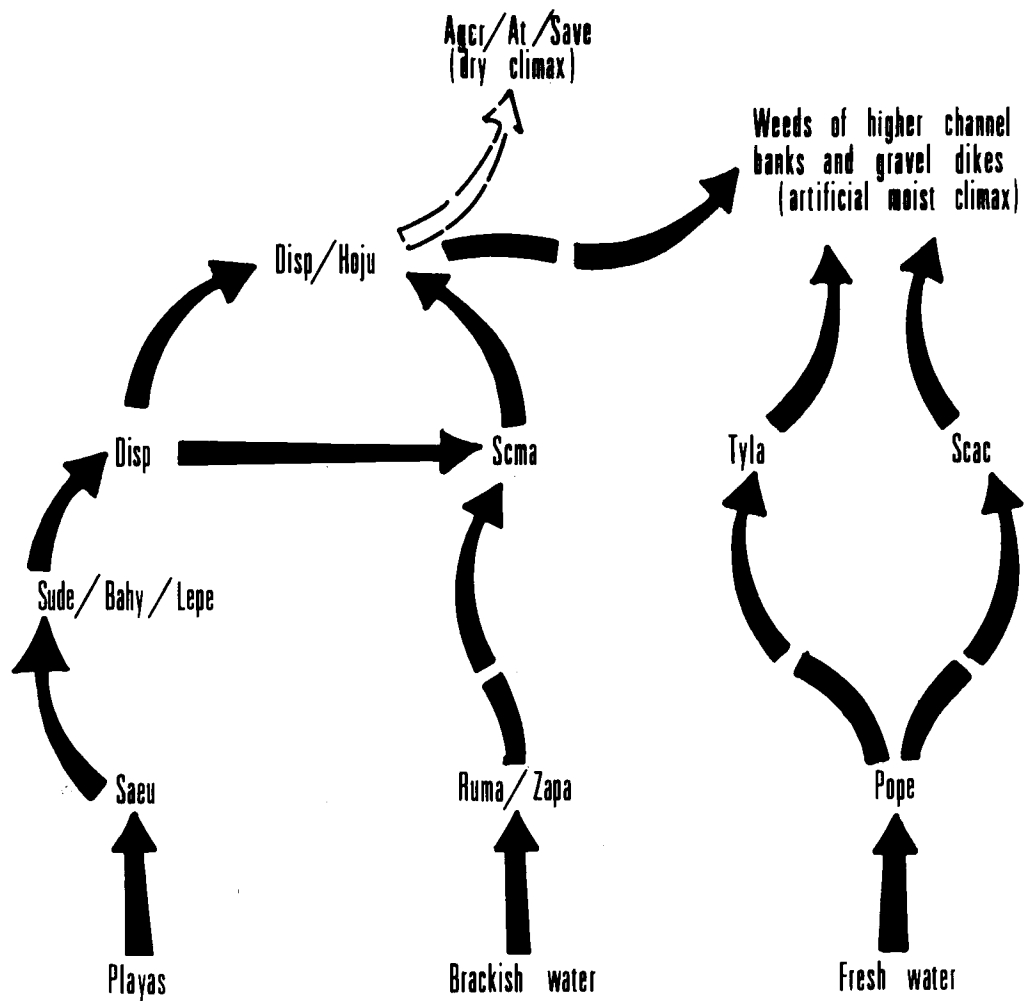 Agcr/At/Save
(dry climax)
Weeds of higher channel
banks and gravel dikes
(artificial moist climax)
Disp/Hoju
Disp
Scma
Tyla
Scac
Sude/Bahy/Lepe
Saeu
Ruma/Zapa
Pope
Playas
Brackish water
Fresh water